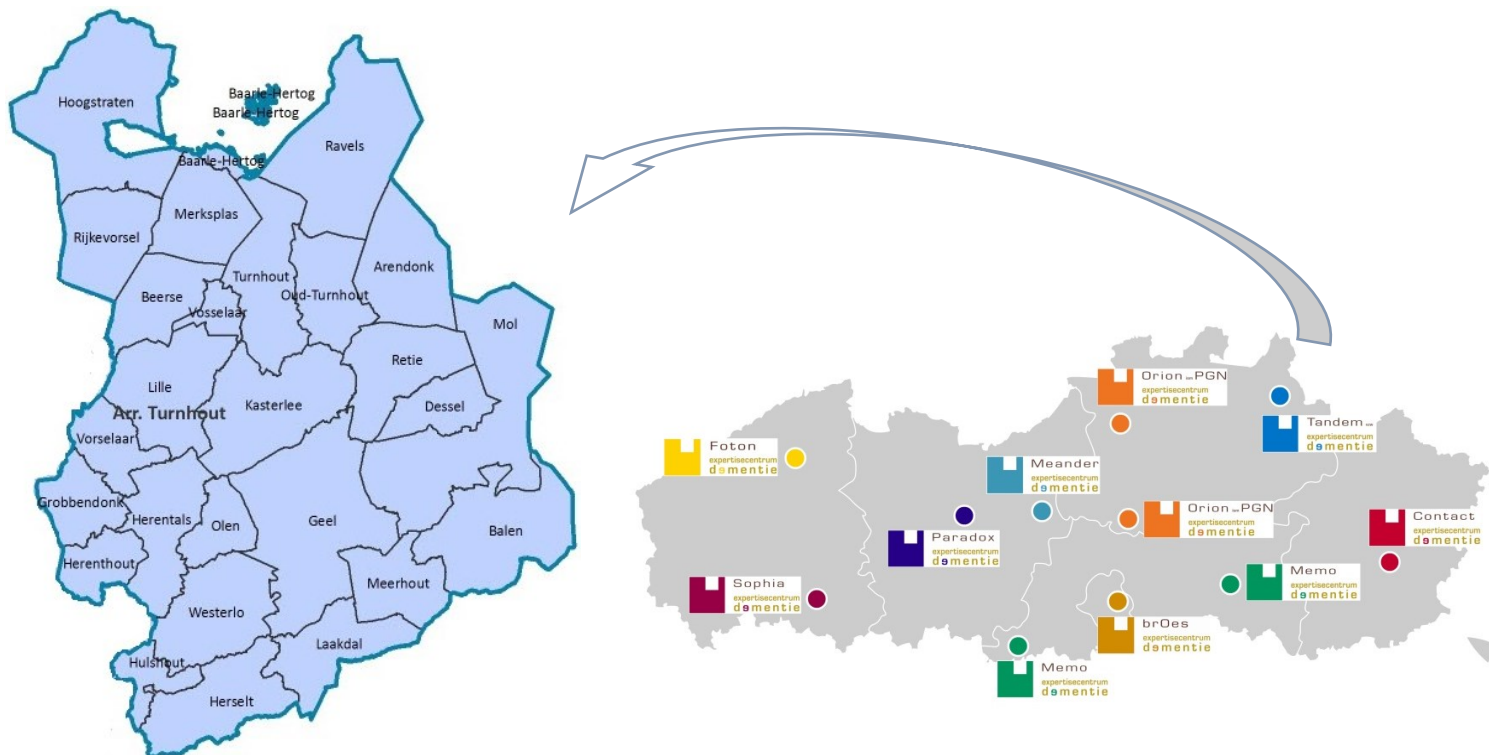 Hoogstraten
Baarle-Hertog
Baarle-Hertog
Ravels
Baarle-Hertog
Merksplas
Rijkevorsel
Arendonk
Turnhout
Oud-Turnhout
Beerse
Vosselaar
Mol
Retie
Lille
Kasterlee
Dessel
Arr. Turnhout
Vorselaar
Grobbendonk
Herentals
Olen
Geel
Balen
Herenthout
Meerhout
Westerlo
Laakdal
Hulshout
Herselt
Orion PGN
expertisecentrum
dementie
Tandem
expertisecentrum
dementie
Foton
expertisecentrum
dementie
Meander
expertisecentrum
dementie
Orion PGN
expertisecentrum
dementie
Contact
expertisecentrum
dementie
Paradox
expertisecentrum
dementie
Sophia
expertisecentrum
dementie
Memo
expertisecentrum
dementie
brOes
expertisecentrum
dementie
Memo
expertisecentrum
dementie